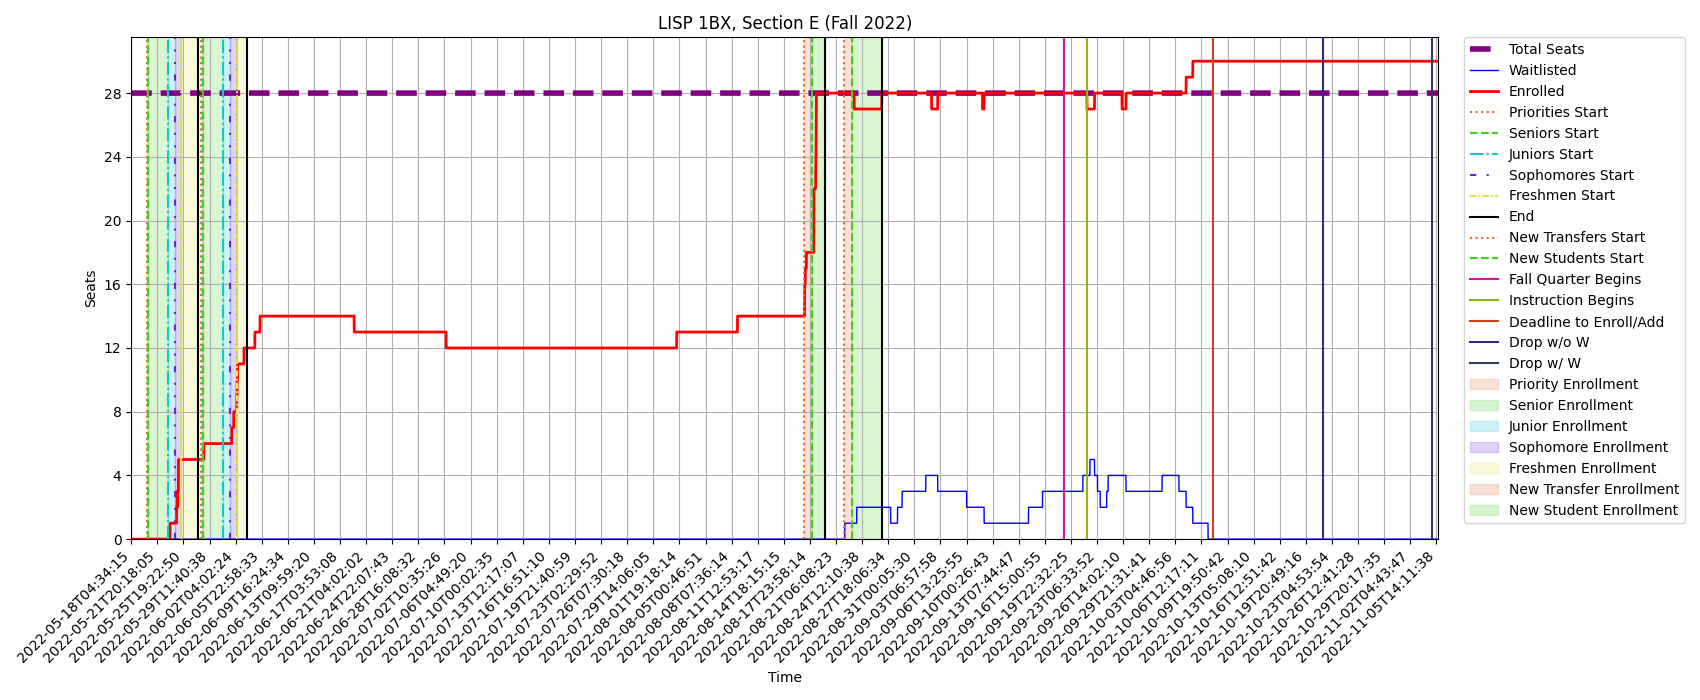 LISP 1BX, Section E (Fall 2022)
Seats
28
24
20
16
12
8
4
0
2022-05-18T04:34:15
2022-05-21T20:18:05
2022-05-25T19:22:50
2022-05-29T11:40:38
2022-06-02T04:02:24
2022-06-05T22:58:33
2022-06-09T16:24:34
2022-06-13T09:59:20
2022-06-17T03:53:08
2022-06-21T04:02:02
2022-06-24T22:07:43
2022-06-28T16:08:32
2022-07-02T10:35:26
2022-07-06T04:49:20
2022-07-10T00:02:35
2022-07-13T12:17:07
2022-07-16T16:51:10
2022-07-19T21:40:59
2022-07-23T02:29:52
2022-07-26T07:30:18
2022-07-29T14:06:05
2022-08-01T19:18:14
2022-08-05T00:46:51
2022-08-08T07:36:14
2022-08-11T12:53:17
2022-08-14T18:15:15
2022-08-17T23:58:14
2022-08-21T06:08:23
2022-08-24T12:10:38
2022-08-27T18:06:34
2022-08-31T00:05:30
2022-09-03T06:57:58
2022-09-06T13:25:55
2022-09-10T00:26:43
2022-09-13T07:44:47
2022-09-16T15:00:55
2022-09-19T22:32:25
2022-09-23T06:33:52
2022-09-26T14:02:10
2022-09-29T21:31:41
2022-10-03T04:46:56
2022-10-06T12:17:11
2022-10-09T19:50:42
2022-10-13T05:08:10
2022-10-16T12:51:42
2022-10-19T20:49:16
2022-10-23T04:53:54
2022-10-26T12:41:28
2022-10-29T20:17:35
2022-11-02T04:43:47
2022-11-05T14:11:38
Time
Total Seats
Waitlisted
Enrolled
Priorities Start
Seniors Start
Juniors Start
Sophomores Start
Freshmen Start
End
New Transfers Start
New Students Start
Fall Quarter Begins
Instruction Begins
Deadline to Enroll/Add
Drop w/o W
Drop w/ W
Priority Enrollment
Senior Enrollment
Junior Enrollment
Sophomore Enrollment
Freshmen Enrollment
New Transfer Enrollment
New Student Enrollment